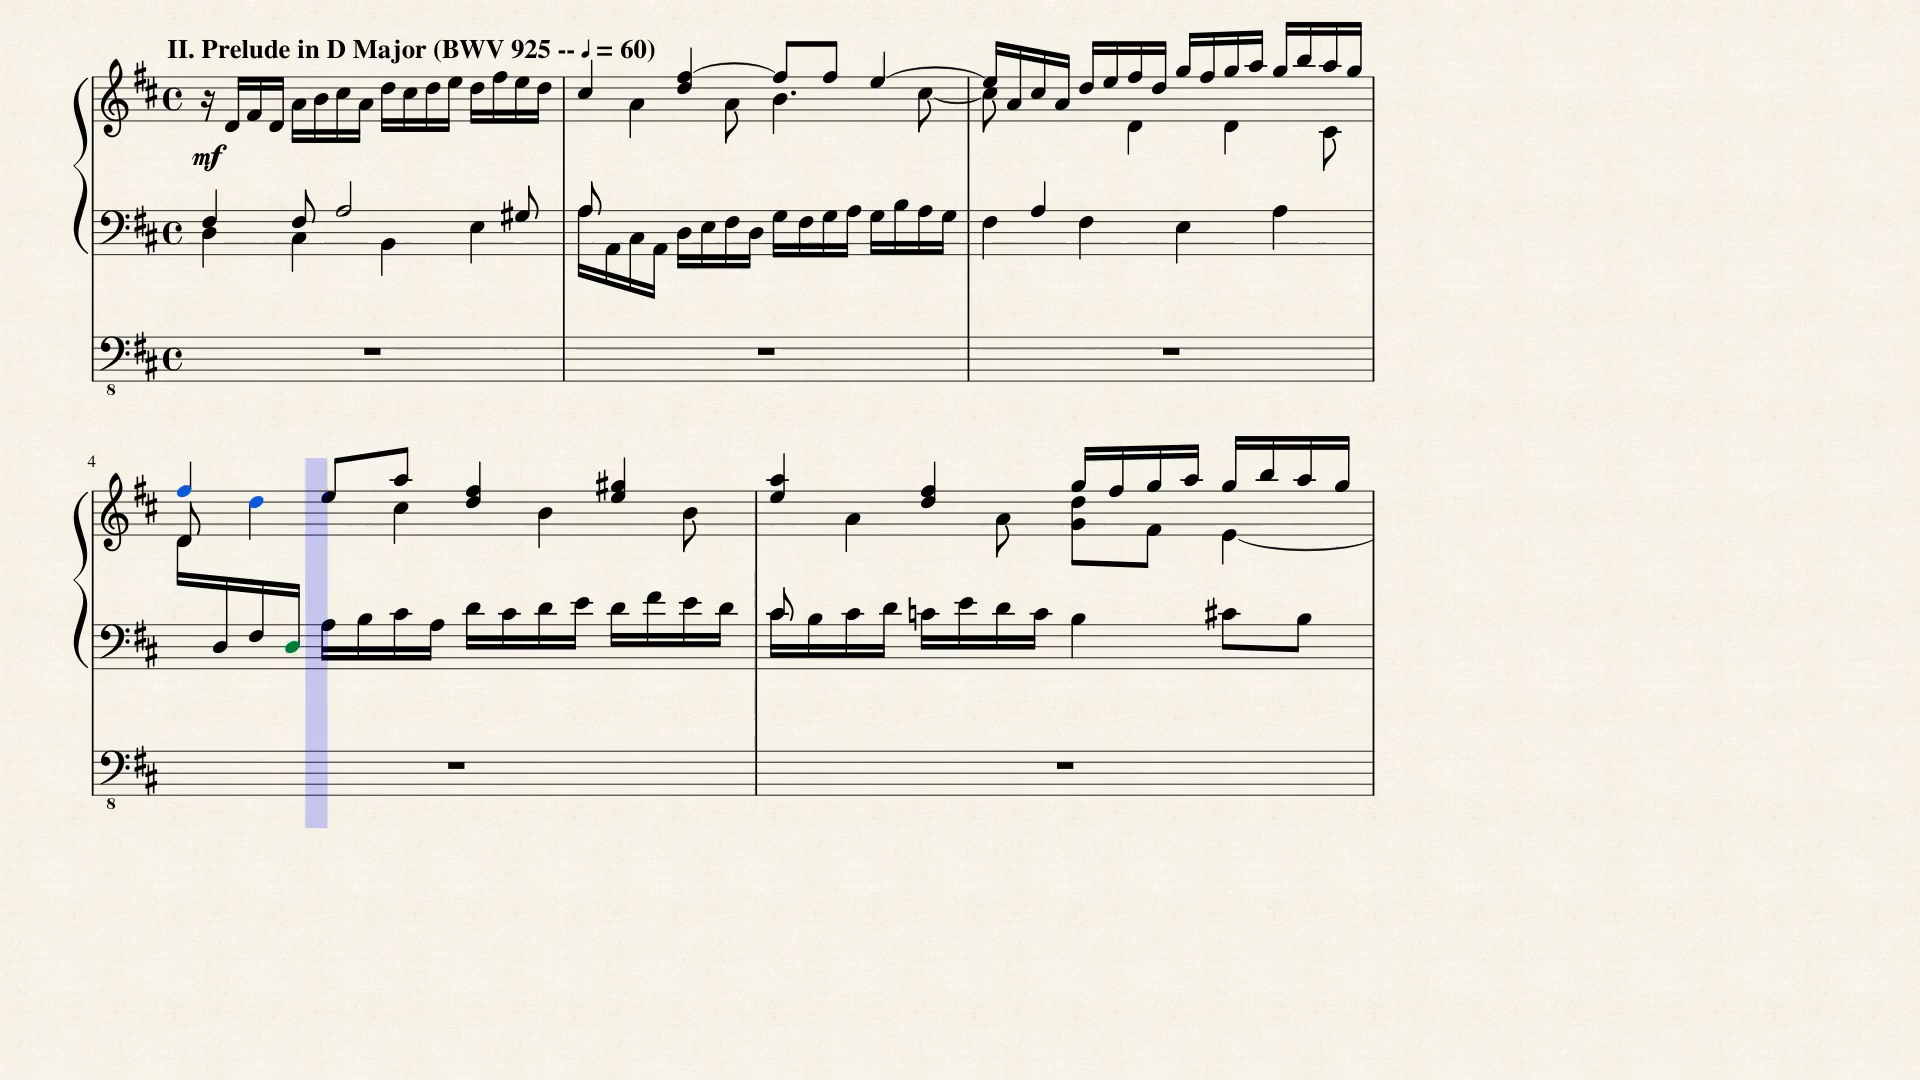 II. Prelude in D Major (BWV 925 -- ♩ = 60)
mf
8
4
8